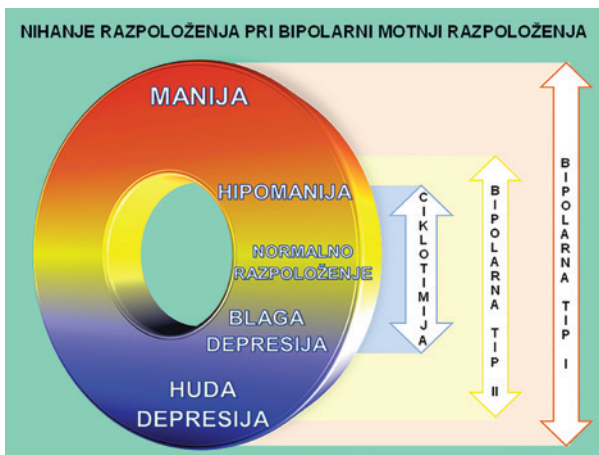 NIHANJE RAZPOLOŽENJA PRI BIPOLARNI MOTNJI RAZPOLOŽENJA
MANIJA
HIPOMANIJA
NORMALNO
RAZPOLOŽENJE
BLAGA
DEPRESIJA
HUDA
DEPRESIJA
CIKLOTIMIJA
BIPOLARNA TIP II
BIPOLARNA TIP I